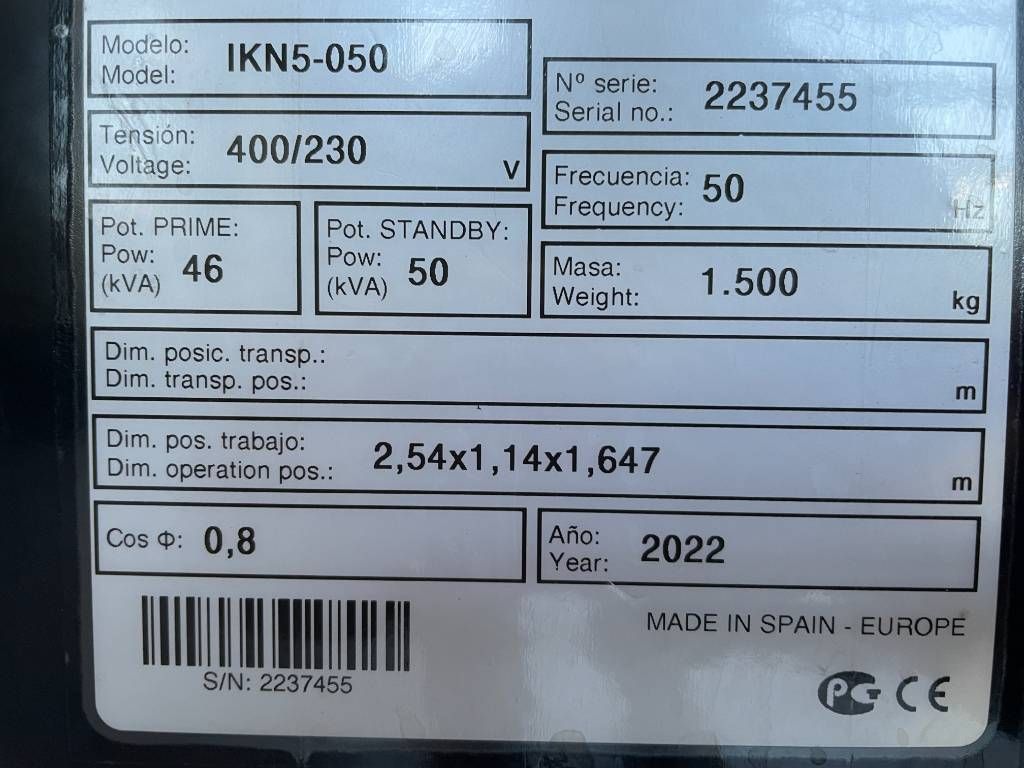 Modelo:
Model:
IKN5-050
Nº serie:
Serial no.:
2237455
Tensión:
Voltage:
400/230
V
Frecuencia:
Frequency:
50
Hz
Pot. PRIME:
Pow:
(kVA)
46
Pot. STANDBY:
Pow:
(kVA)
50
Masa:
Weight:
1.500
kg
Dim. posic. transp.:
Dim. transp. pos.:
m
Dim. pos. trabajo:
Dim. operation pos.:
2,54x1,14x1,647
m
Cos Φ: 0,8
Año:
Year:
2022
S/N: 2237455
MADE IN SPAIN - EUROPE
PG CE